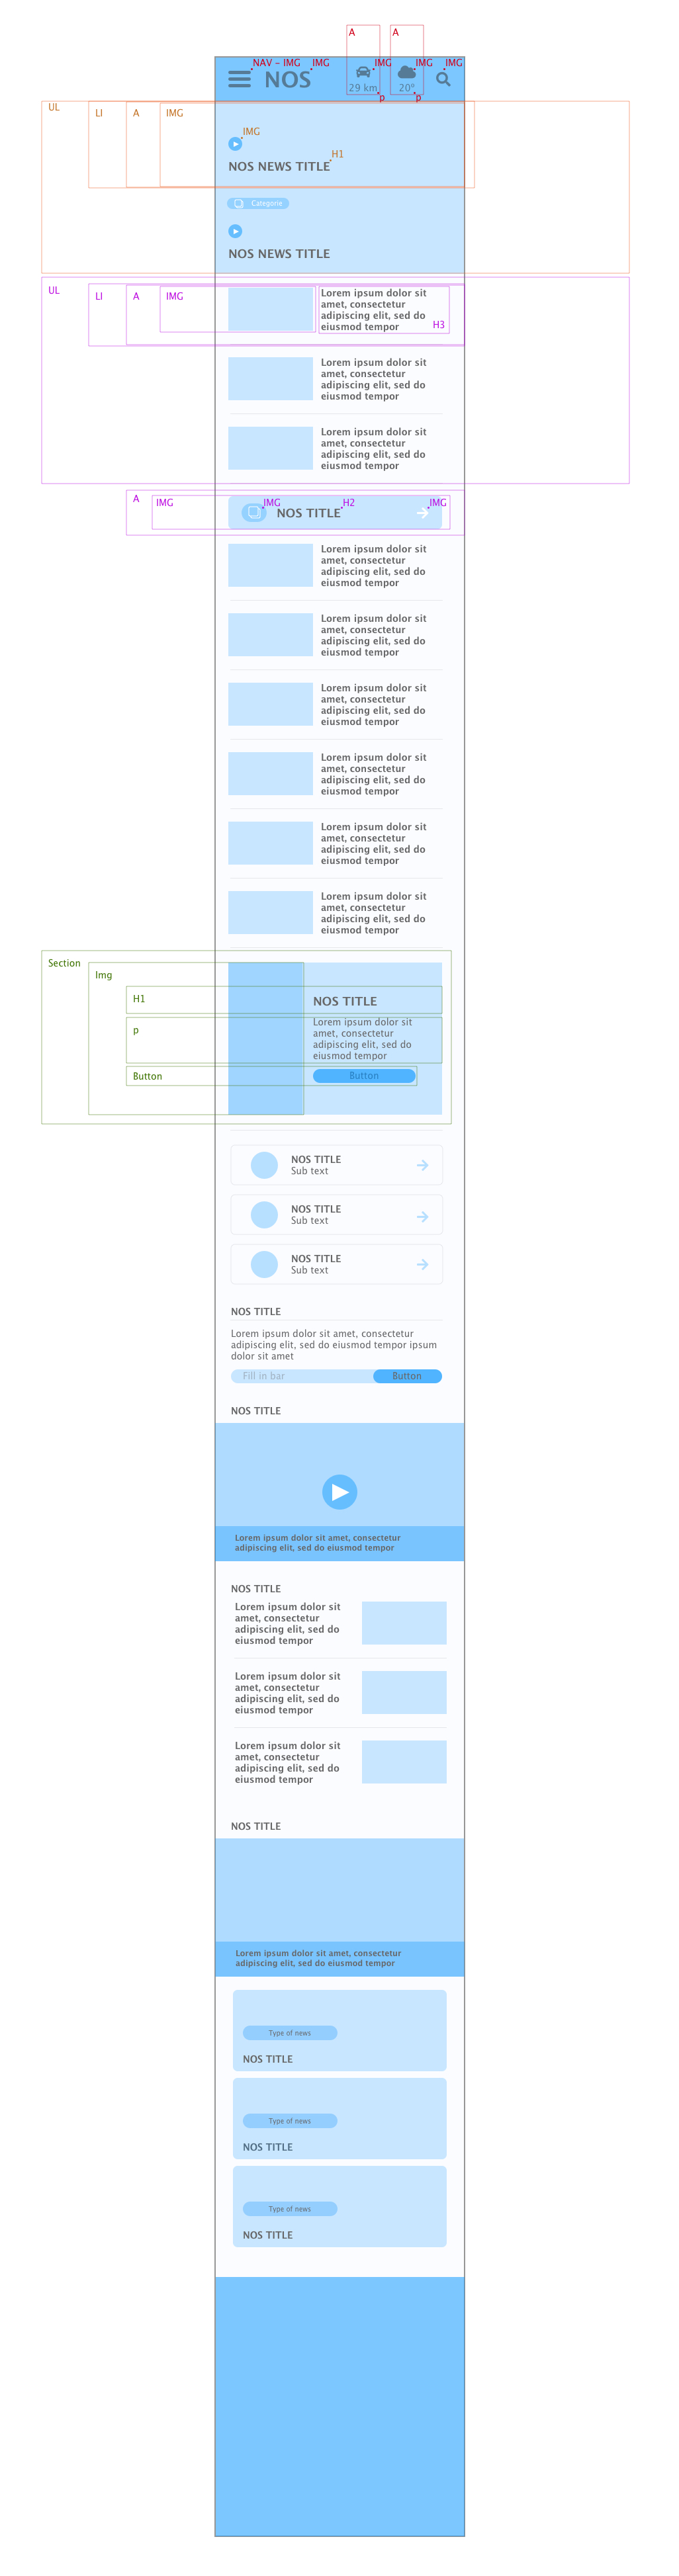 A
A
NAV - IMG
IMG
IMG
IMG
IMG
NOS
29 km
20°
p
p
UL
LI
A
IMG
IMG
H1
NOS NEWS TITLE
Categorie
NOS NEWS TITLE
UL
LI
A
IMG
Lorem ipsum dolor sit
amet, consectetur
adipiscing elit, sed do
eiusmod tempor
H3
Lorem ipsum dolor sit
amet, consectetur
adipiscing elit, sed do
eiusmod tempor
Lorem ipsum dolor sit
amet, consectetur
adipiscing elit, sed do
eiusmod tempor
A
IMG
IMG
H2
IMG
NOS TITLE
Lorem ipsum dolor sit
amet, consectetur
adipiscing elit, sed do
eiusmod tempor
Lorem ipsum dolor sit
amet, consectetur
adipiscing elit, sed do
eiusmod tempor
Lorem ipsum dolor sit
amet, consectetur
adipiscing elit, sed do
eiusmod tempor
Lorem ipsum dolor sit
amet, consectetur
adipiscing elit, sed do
eiusmod tempor
Lorem ipsum dolor sit
amet, consectetur
adipiscing elit, sed do
eiusmod tempor
Lorem ipsum dolor sit
amet, consectetur
adipiscing elit, sed do
eiusmod tempor
Section
Img
H1
NOS TITLE
p
Lorem ipsum dolor sit
amet, consectetur
adipiscing elit, sed do
eiusmod tempor
Button
Button
NOS TITLE
Sub text
NOS TITLE
Sub text
NOS TITLE
Sub text
NOS TITLE
Lorem ipsum dolor sit amet, consectetur
adipiscing elit, sed do eiusmod tempor ipsum
dolor sit amet
Fill in bar
Button
NOS TITLE
Lorem ipsum dolor sit amet, consectetur
adipiscing elit, sed do eiusmod tempor
NOS TITLE
Lorem ipsum dolor sit
amet, consectetur
adipiscing elit, sed do
eiusmod tempor
Lorem ipsum dolor sit
amet, consectetur
adipiscing elit, sed do
eiusmod tempor
Lorem ipsum dolor sit
amet, consectetur
adipiscing elit, sed do
eiusmod tempor
NOS TITLE
Lorem ipsum dolor sit amet, consectetur
adipiscing elit, sed do eiusmod tempor
Type of news
NOS TITLE
Type of news
NOS TITLE
Type of news
NOS TITLE